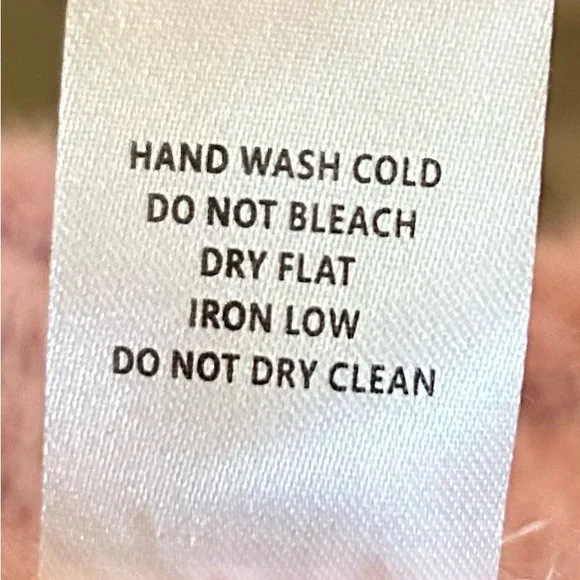 HAND WASH COLD
DO NOT BLEACH
DRY FLAT
IRON LOW
DO NOT DRY CLEAN